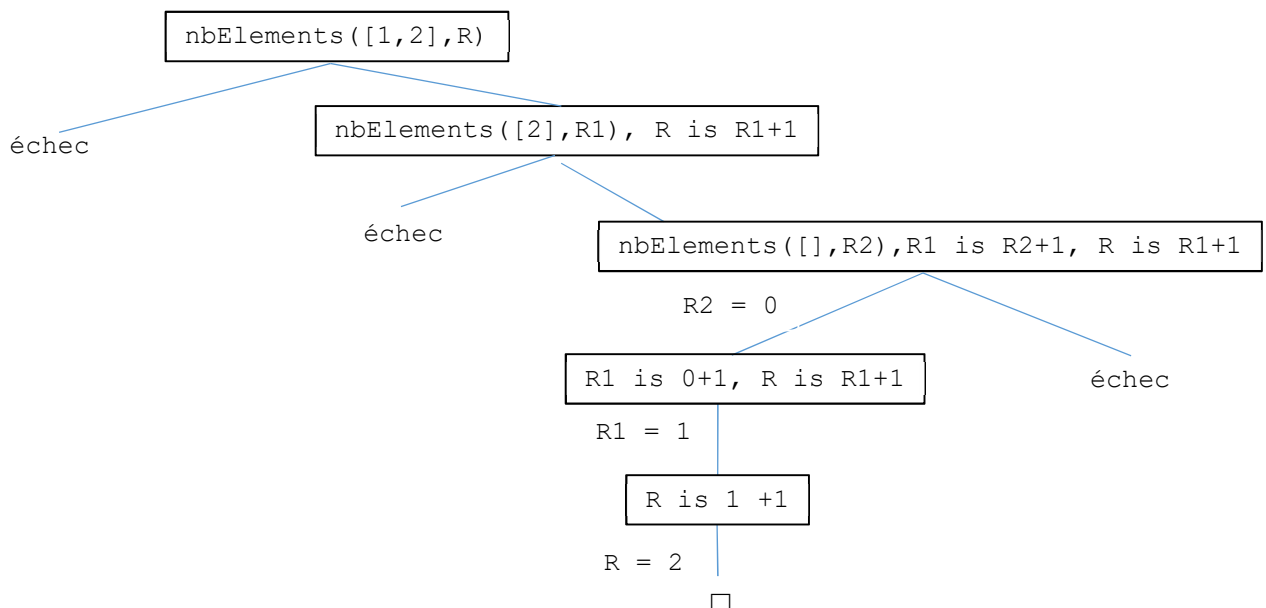 nbElements([1,2],R)
échec
nbElements([2],R1), R is R1+1
échec
nbElements([],R2),R1 is R2+1, R is R1+1
R2 = 0
R1 is 0+1, R is R1+1
échec
R1 = 1
R is 1 +1
R = 2
□